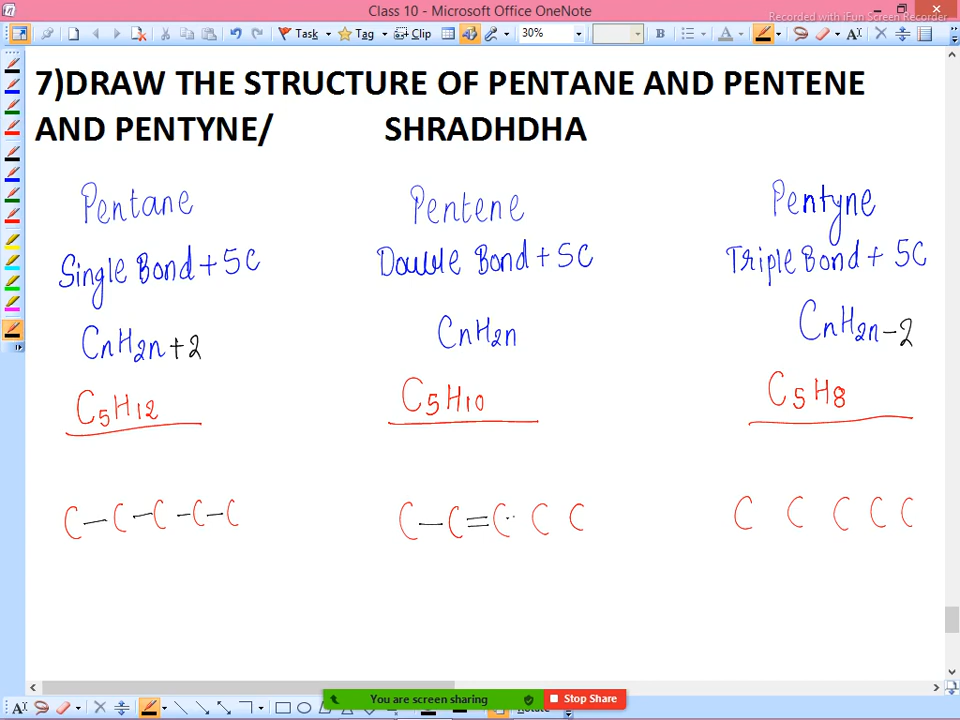 Class 10 - Microsoft Office OneNote
Recorded with iFun Screen Recorder
Task Tag Clip 30% B A
7)DRAW THE STRUCTURE OF PENTANE AND PENTENE
AND PENTYNE/ SHRADHDHA
Pentane Pentene Pentyne
Single Bond + 5C Double Bond + 5C Triple Bond + 5C
CnH2n+2 CnH2n CnH2n-2
C5H12 C5H10 C5H8
C-C-C-C-C C-C=C C C C C C C C
You are screen sharing Stop Share